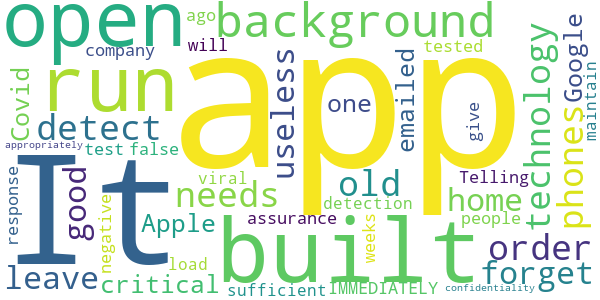 open
background
ago
company
will
tested
run
app
Covid
detect
useless
one
emailed
give
technology
Google
maintain
phones
appropriately
test
false
It
good
viral
old
Telling
home
response
negative
needs
detection
people
Apple
assurance
built
weeks
order
leave
load
critical
sufficient
IMMEDIATELY
forget
confidentiality